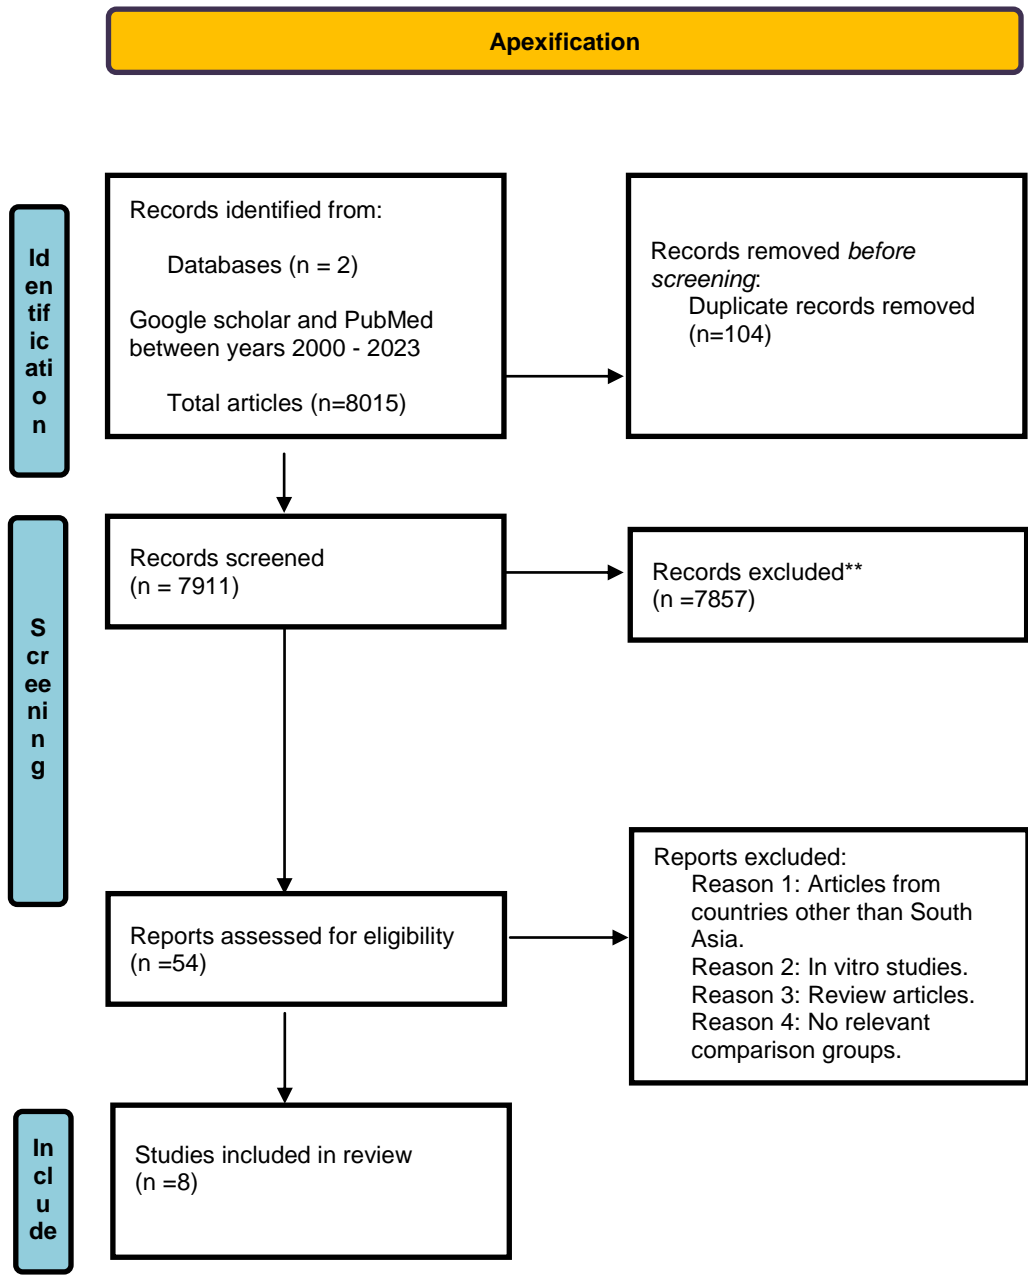 Apexification
Id
en
tif
ic
ati
o
n
Records identified from:
Databases (n = 2)
Google scholar and PubMed
between years 2000 - 2023
Total articles (n=8015)
Records removed before
screening:
Duplicate records removed
(n=104)
S
cr
ee
ni
n
g
Records screened
(n = 7911)
Records excluded**
(n =7857)
Reports assessed for eligibility
(n =54)
Reports excluded:
Reason 1: Articles from
countries other than South
Asia.
Reason 2: In vitro studies.
Reason 3: Review articles.
Reason 4: No relevant
comparison groups.
In
cl
u
de
Studies included in review
(n =8)